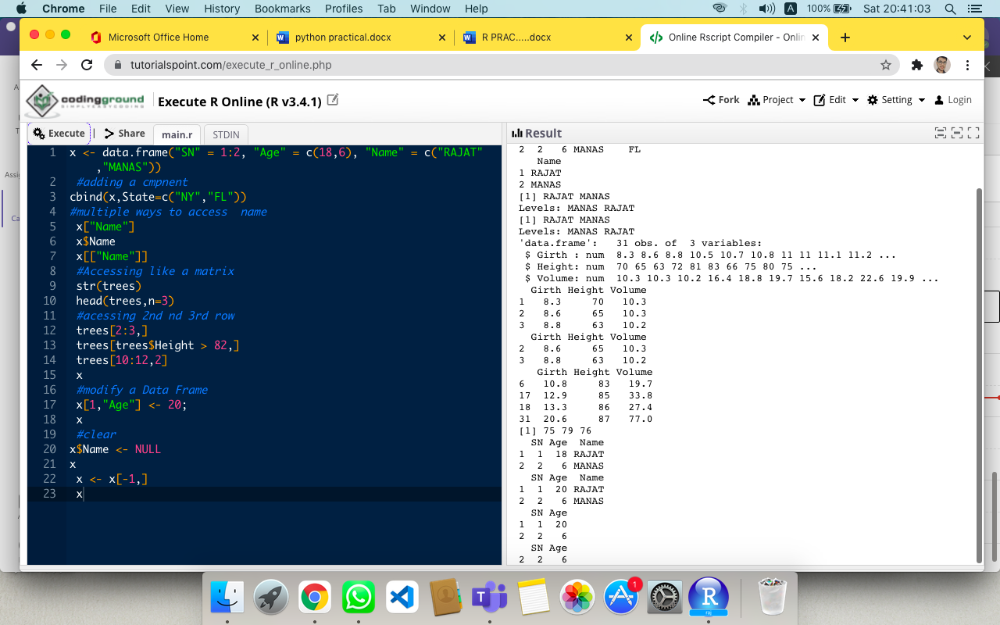 Chrome File Edit View History Bookmarks Profiles Tab Window Help A 100% Sat 20:41:03
Microsoft Office Home python practical.docx R PRAC.....docx Online Rscript Compiler - Onlin
tutorialspoint.com/execute_r_online.php
codingground
SIMPLYEASYCODING
Execute R Online (R v3.4.1)
Fork Project Edit Setting Login
Execute | Share main.r STDIN
1 x <- data.frame("SN" = 1:2, "Age" = c(18,6), "Name" = c("RAJAT"
,"MANAS"))
2 #adding a cmpnent
3 cbind(x,State=c("NY","FL"))
4 #multiple ways to access  name
5 x["Name"]
6 x$Name
7 x[["Name"]]
8 #Accessing like a matrix
9 str(trees)
10 head(trees,n=3)
11 #acessing 2nd nd 3rd row
12 trees[2:3,]
13 trees[trees$Height > 82,]
14 trees[10:12,2]
15 x
16 #modify a Data Frame
17 x[1,"Age"] <- 20;
18 x
19 #clear
20 x$Name <- NULL
21 x
22 x <- x[-1,]
23 x
Result
2 2 6 MANAS FL
Name
1 RAJAT
2 MANAS
[1] RAJAT MANAS
Levels: MANAS RAJAT
[1] RAJAT MANAS
Levels: MANAS RAJAT
'data.frame': 31 obs. of 3 variables:
$ Girth : num 8.3 8.6 8.8 10.5 10.7 10.8 11 11 11.1 11.2 ...
$ Height: num 70 65 63 72 81 83 66 75 80 75 ...
$ Volume: num 10.3 10.3 10.2 16.4 18.8 19.7 15.6 18.2 22.6 19.9 ...
Girth Height Volume
1 8.3 70 10.3
2 8.6 65 10.3
3 8.8 63 10.2
Girth Height Volume
2 8.6 65 10.3
3 8.8 63 10.2
Girth Height Volume
6 10.8 83 19.7
17 12.9 85 33.8
18 13.3 86 27.4
31 20.6 87 77.0
[1] 75 79 76
SN Age Name
1 1 18 RAJAT
2 2 6 MANAS
SN Age Name
1 1 20 RAJAT
2 2 6 MANAS
SN Age
1 1 20
2 2 6
SN Age
2 2 6
Assig
Ca
W
T
1
R
raj